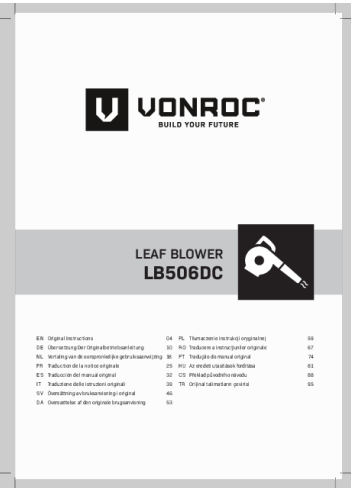 VONROC®
BUILD YOUR FUTURE
LEAF BLOWER
LB506DC
EN Original Instructions 04
DE Übersetzung Der Originalbetriebsanleitung 10
NL Vertaling van de oorspronkelijke gebruiksaanwijzing 18
FR Traduction de la notice originale 25
ES Traducción del manual original 32
IT Traduzione delle istruzioni originali 39
SV Översättning av bruksanvisning i original 46
DA Oversættelse af den originale brugsanvisning 53
PL Tłumaczenie instrukcji oryginalnej
RO Traducere a instrucțiunilor originale 67
PT Tradução do manual original 74
HU Az eredeti utasítások fordítása 81
CS Překlad původního návodu 88
TR Orijinal talimatların çevirisi 95